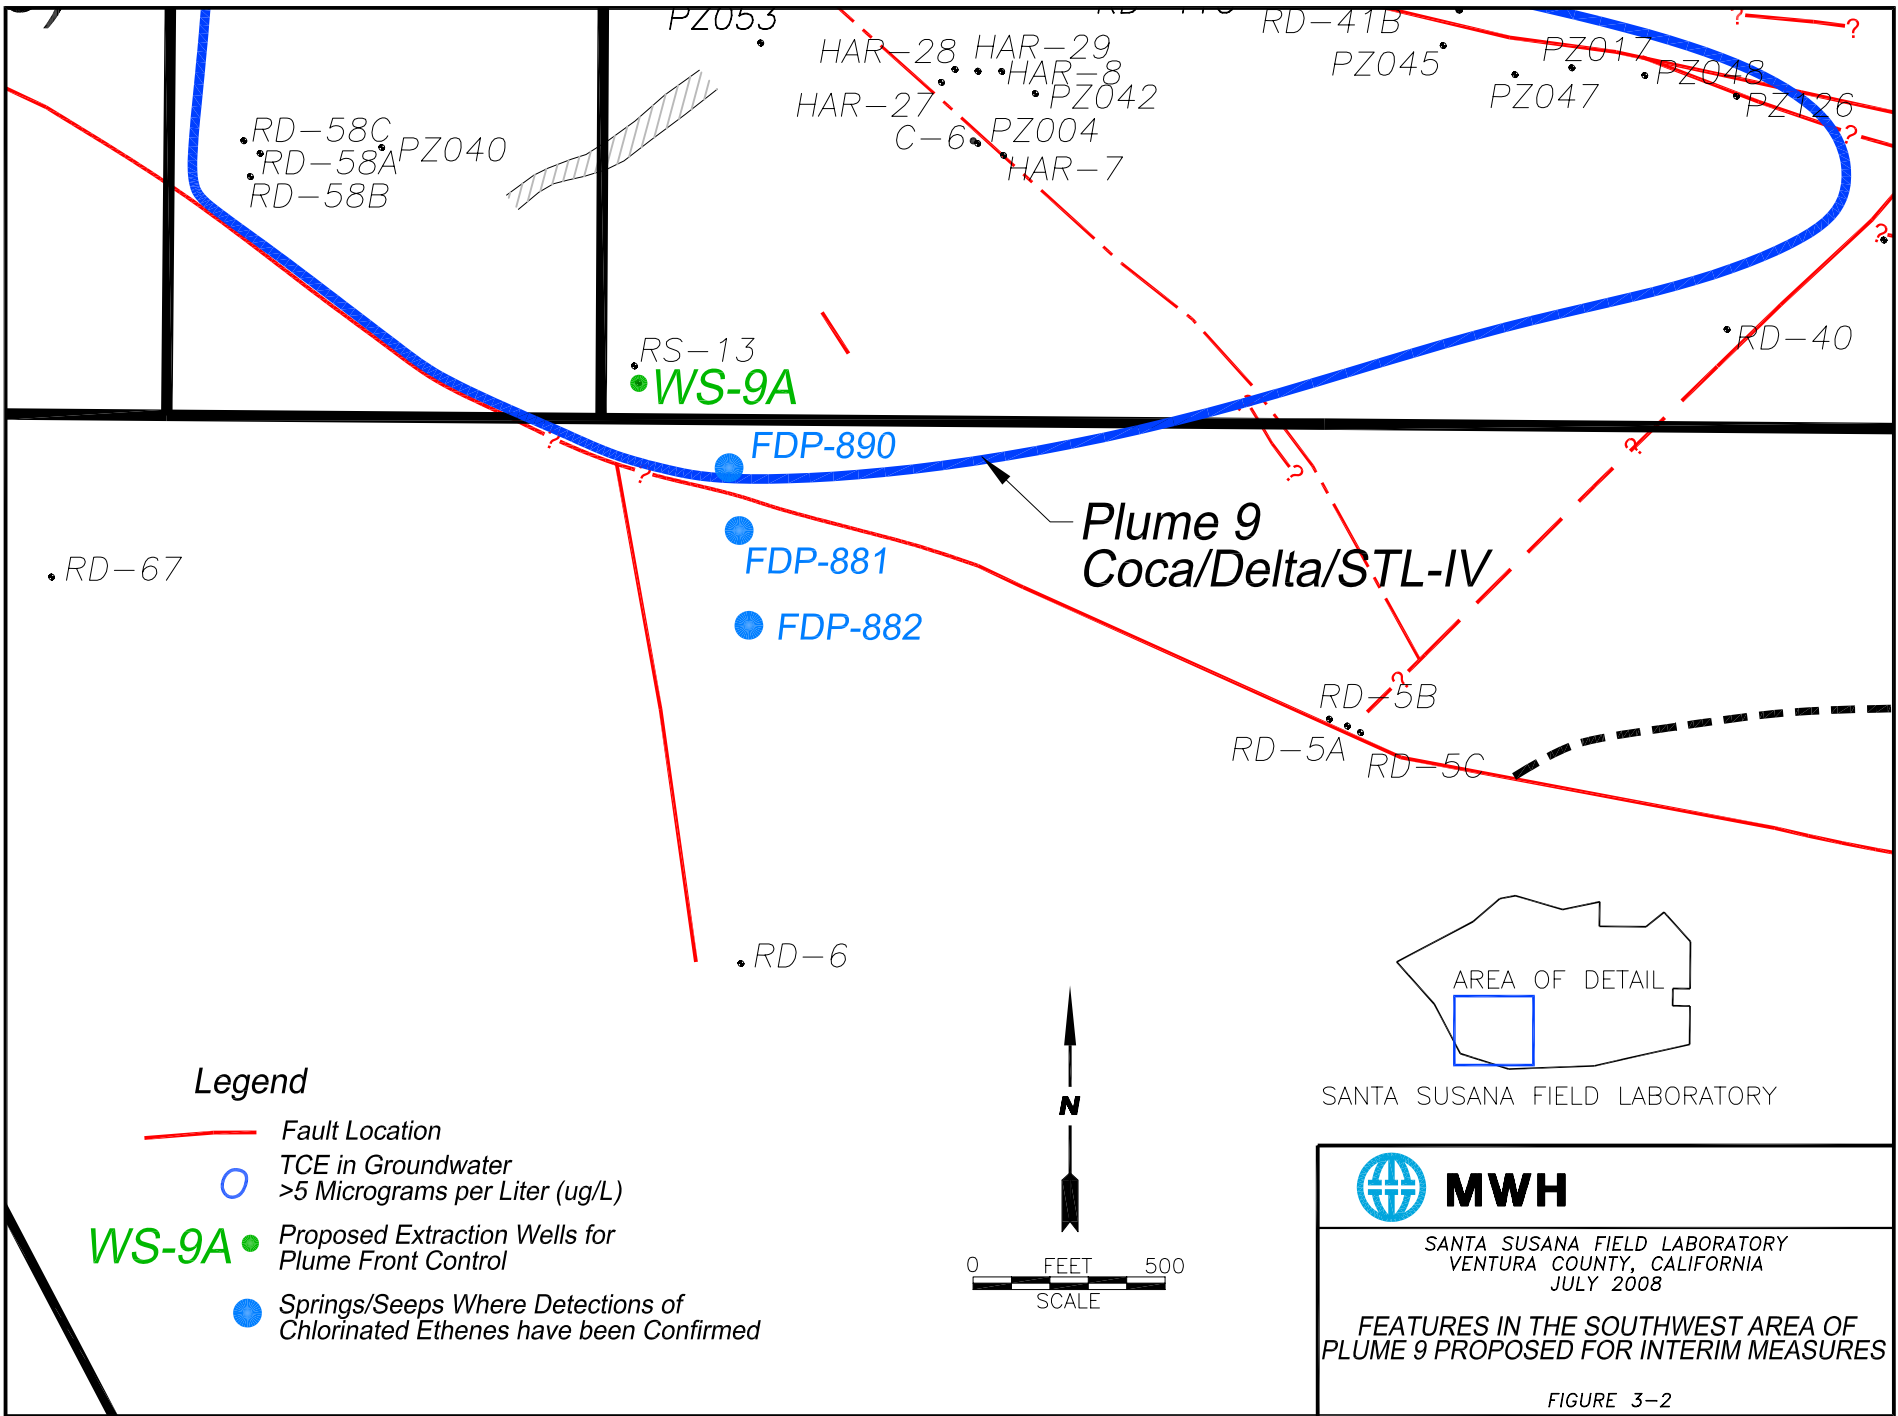 PZ053
RD-41B
HAR-28
HAR-29
HAR-8
HAR-27
PZ042
C-6
PZ004
HAR-7
PZ045
PZ017
PZ047
PZ048
PZ126
?
?
?
?
RD-58C
RD-58A
RD-58B
PZ040
RS-13
WS-9A
RD-40
?
?
?
?
FDP-890
FDP-881
FDP-882
Plume 9
Coca/Delta/STL-IV
RD-67
?
RD-5B
RD-5A
RD-5C
RD-6
AREA OF DETAIL
SANTA SUSANA FIELD LABORATORY
N
0 FEET 500
SCALE
Legend
Fault Location
TCE in Groundwater
>5 Micrograms per Liter (ug/L)
WS-9A
Proposed Extraction Wells for
Plume Front Control
Springs/Seeps Where Detections of
Chlorinated Ethenes have been Confirmed
MWH
SANTA SUSANA FIELD LABORATORY
VENTURA COUNTY, CALIFORNIA
JULY 2008
FEATURES IN THE SOUTHWEST AREA OF
PLUME 9 PROPOSED FOR INTERIM MEASURES
FIGURE 3-2